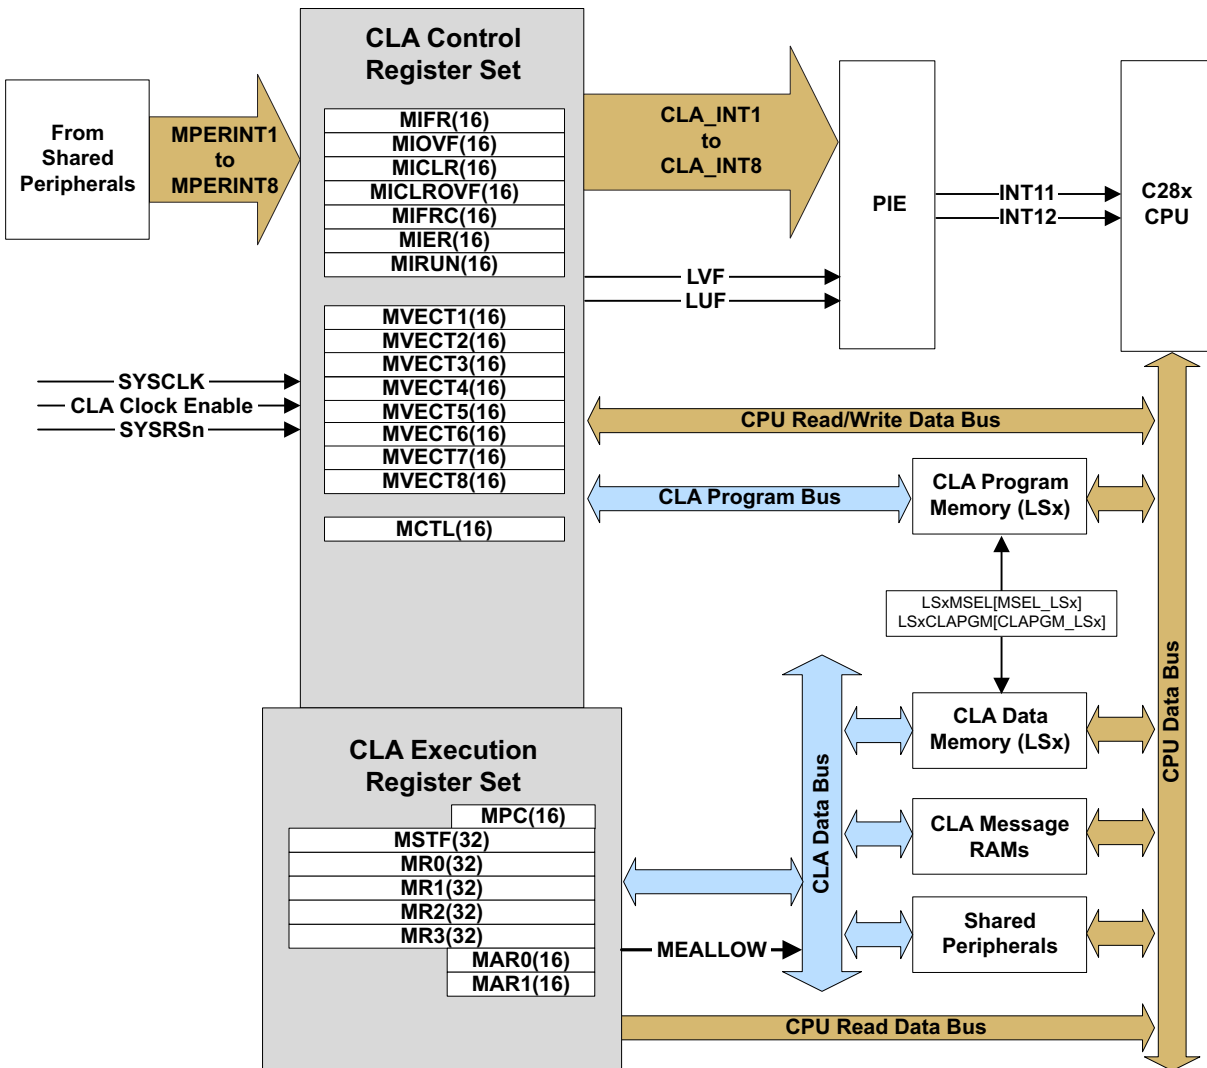 CLA Control
Register Set
From
Shared
Peripherals
MPERINT1
to
MPERINT8
MIFR(16)
MIOVF(16)
MICLR(16)
MICLROVF(16)
MIFRC(16)
MIER(16)
MIRUN(16)
CLA_INT1
to
CLA_INT8
PIE
INT11
INT12
C28x
CPU
LVF
LUF
MVECT1(16)
MVECT2(16)
MVECT3(16)
MVECT4(16)
MVECT5(16)
MVECT6(16)
MVECT7(16)
MVECT8(16)
SYSCLK
CLA Clock Enable
SYSRSn
CPU Read/Write Data Bus
CLA Program Bus
CLA Program
Memory (LSx)
MCTL(16)
LSxMSEL[MSEL_LSx]
LSxCLAPGM[CLAPGM_LSx]
CPU Data Bus
CLA Data Bus
CLA Data
Memory (LSx)
CLA Message
RAMs
Shared
Peripherals
CLA Execution
Register Set
MPC(16)
MSTF(32)
MR0(32)
MR1(32)
MR2(32)
MR3(32)
MAR0(16)
MAR1(16)
MEALLOW
CPU Read Data Bus